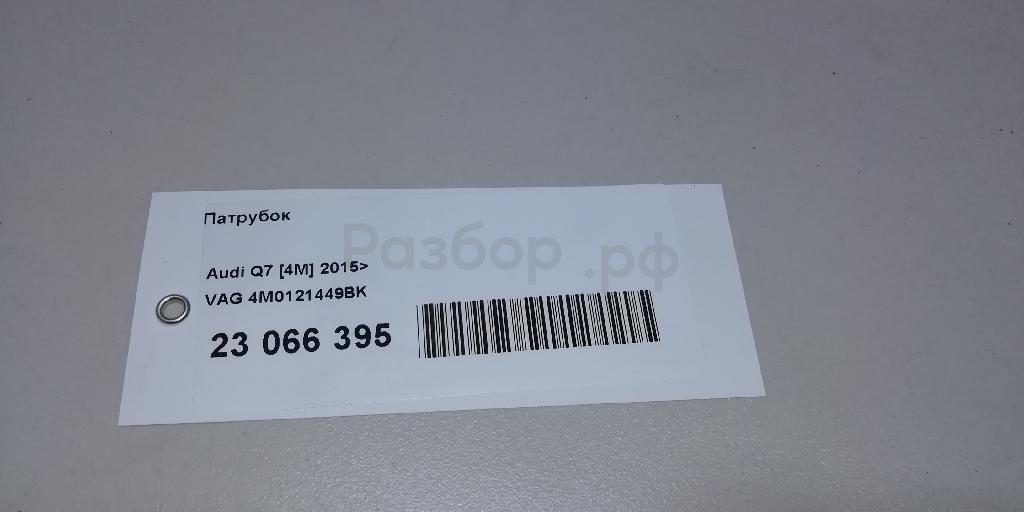 Патрубок
Разбор.рф
Audi Q7 [4M] 2015>
VAG 4M0121449BK
23 066 395